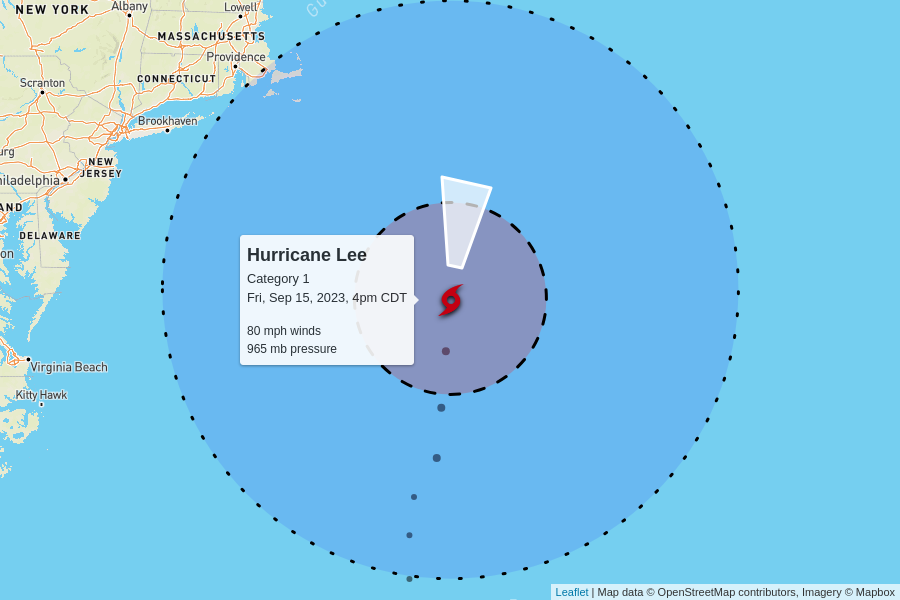 NEW YORK
Albany
Lowell
Gu
MASSACHUSETTS
Providence
CONNECTICUT
Scranton
Brookhaven
urg
NEW
JERSEY
niladelphia
AND
DELAWARE
on
Hurricane Lee
Category 1
Fri, Sep 15, 2023, 4pm CDT
80 mph winds
965 mb pressure
Virginia Beach
Kitty Hawk
Leaflet | Map data © OpenStreetMap contributors, Imagery © Mapbox